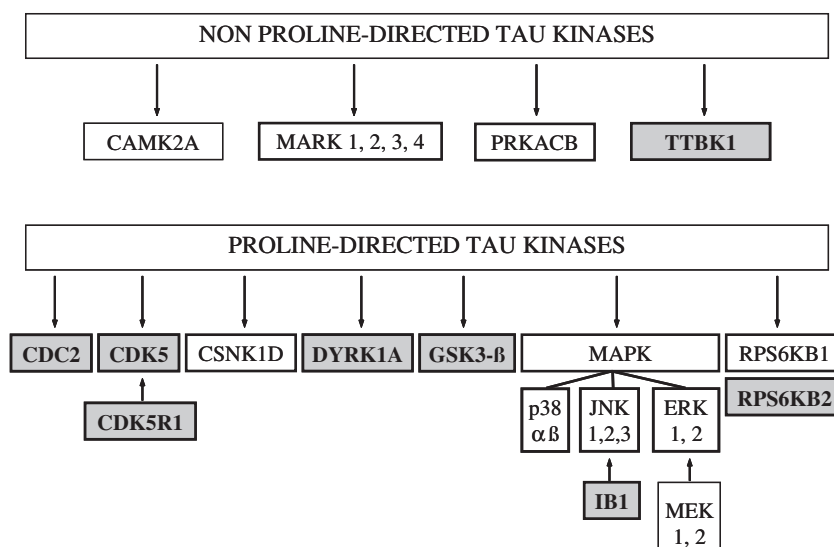 NON PROLINE-DIRECTED TAU KINASES
CAMK2A
MARK 1, 2, 3, 4
PRKACB
TTBK1
PROLINE-DIRECTED TAU KINASES
CDC2
CDK5
CSNK1D
DYRK1A
GSK3-ß
MAPK
RPS6KB1
RPS6KB2
CDK5R1
p38
αß
JNK
1,2,3
ERK
1, 2
IB1
MEK
1, 2